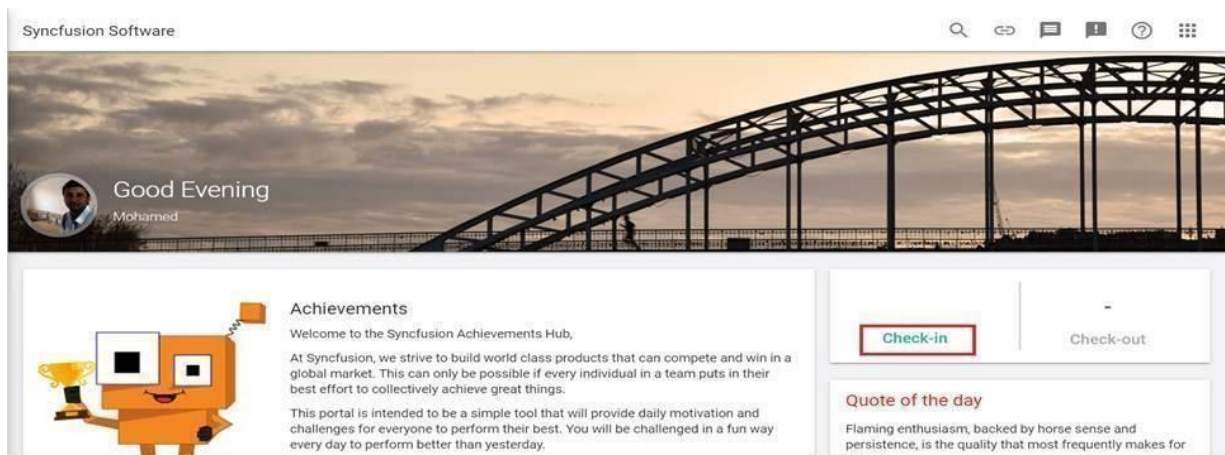 Syncfusion Software
Good Evening
Mohamed
Achievements
Welcome to the Syncfusion Achievements Hub,
At Syncfusion, we strive to build world class products that can compete and win in a
global market. This can only be possible if every individual in a team puts in their
best effort to collectively achieve great things.
This portal is intended to be a simple tool that will provide daily motivation and
challenges for everyone to perform their best. You will be challenged in a fun way
every day to perform better than yesterday.
-
Check-in
Check-out
Quote of the day
Flaming enthusiasm, backed by horse sense and
persistence, is the quality that most frequently makes for